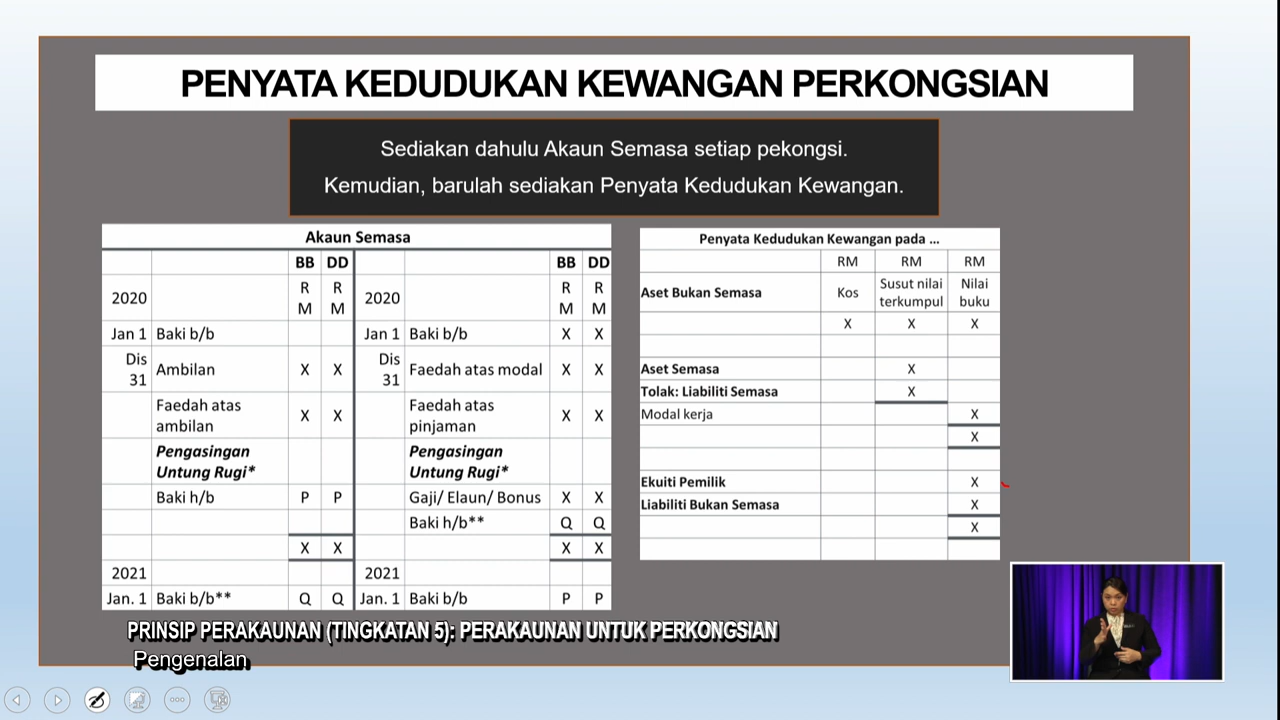 PENYATA KEDUDUKAN KEWANGAN PERKONGSIAN
Sediakan dahulu Akaun Semasa setiap pekongsi.
Kemudian, barulah sediakan Penyata Kedudukan Kewangan.
Akaun Semasa
BB DD BB DD
2020 R M R M 2020 R M R M
Jan 1 Baki b/b Jan 1 Baki b/b X X
Dis 31 Ambilan X X Dis 31 Faedah atas modal X X
Faedah atas ambilan X X Faedah atas pinjaman X X
Pengasingan Untung Rugi* Pengasingan Untung Rugi*
Baki h/b P P Gaji/ Elaun/ Bonus X X
Baki h/b** Q Q
X X X X
2021 2021
Jan. 1 Baki b/b** Q Q Jan. 1 Baki b/b P P
Penyata Kedudukan Kewangan pada ...
RM RM RM
Aset Bukan Semasa Kos Susut nilai terkumpul Nilai buku
X X X
Aset Semasa X
Tolak: Liabiliti Semasa X
Modal kerja X
X
Ekuiti Pemilik X
Liabiliti Bukan Semasa X
X
PRINSIP PERAKAUNAN (TINGKATAN 5): PERAKAUNAN UNTUK PERKONGSIAN
Pengenalan